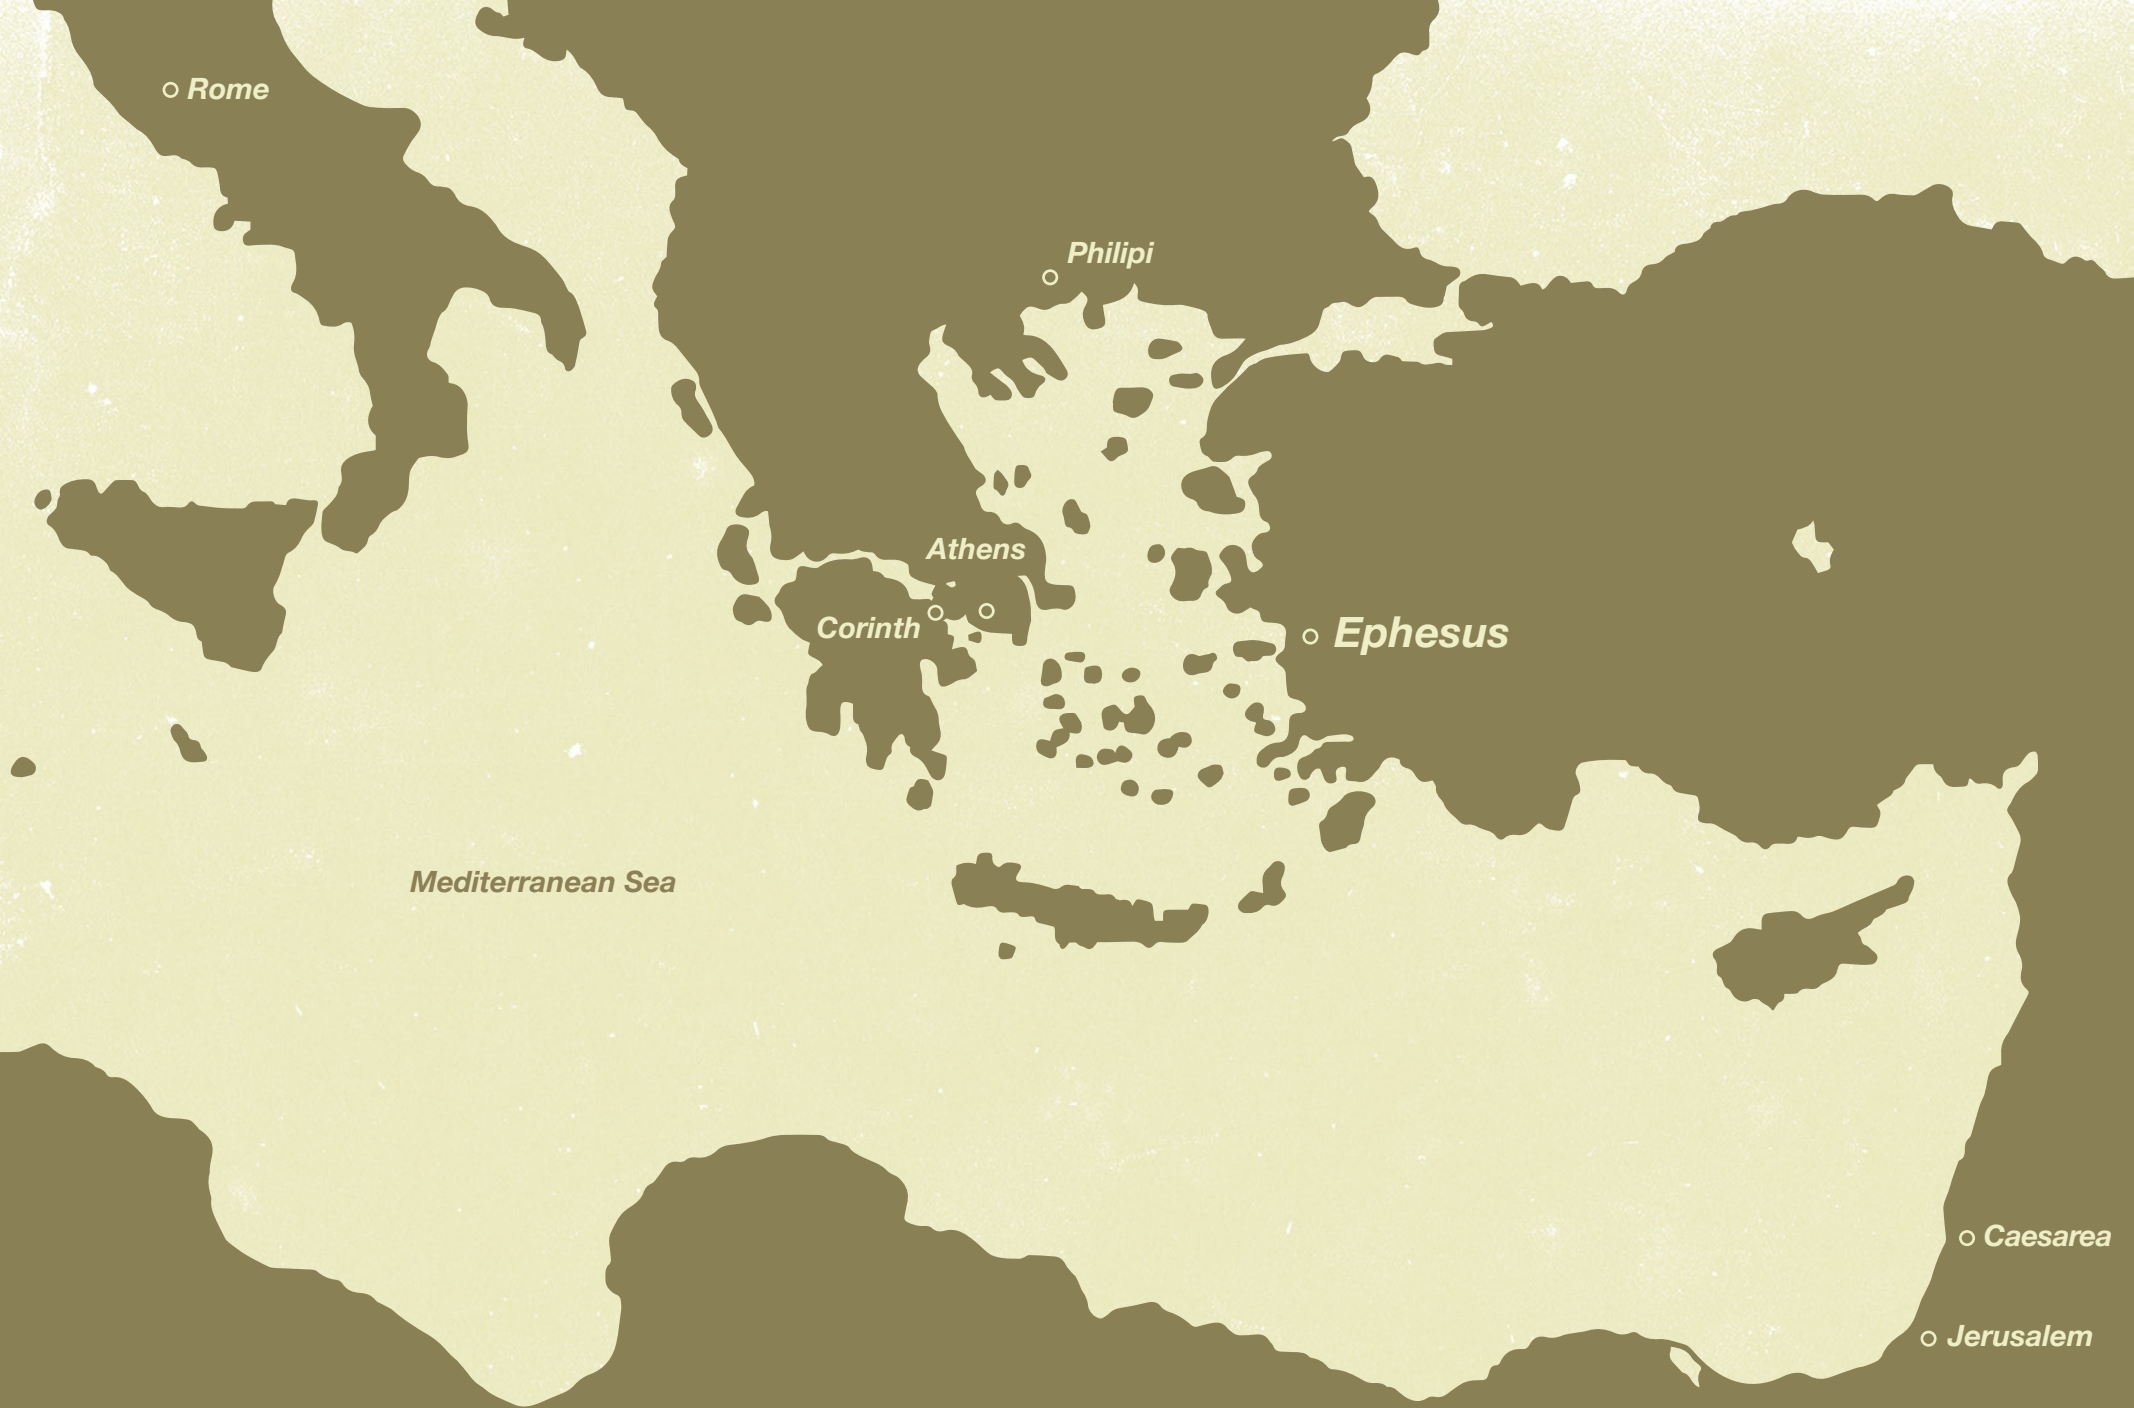 Rome
Philipi
Athens
Corinth
Ephesus
Mediterranean Sea
Caesarea
Jerusalem